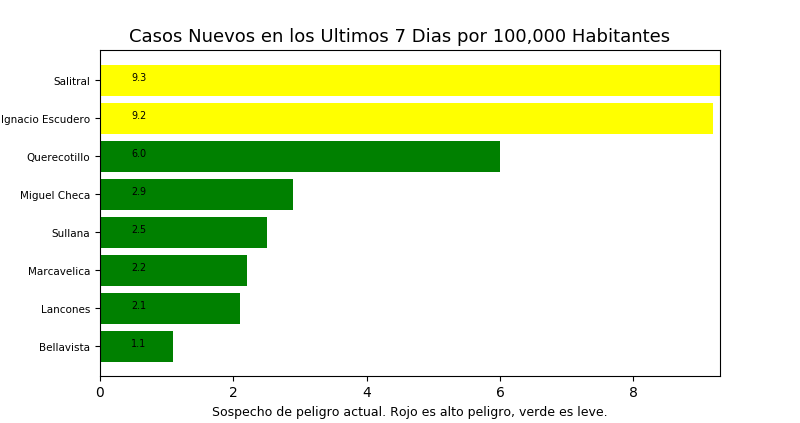 Casos Nuevos en los Ultimos 7 Dias por 100,000 Habitantes
Salitral 9.3
Ignacio Escudero 9.2
Querecotillo 6.0
Miguel Checa 2.9
Sullana 2.5
Marcavelica 2.2
Lancones 2.1
Bellavista 1.1
0 2 4 6 8
Sospecho de peligro actual. Rojo es alto peligro, verde es leve.